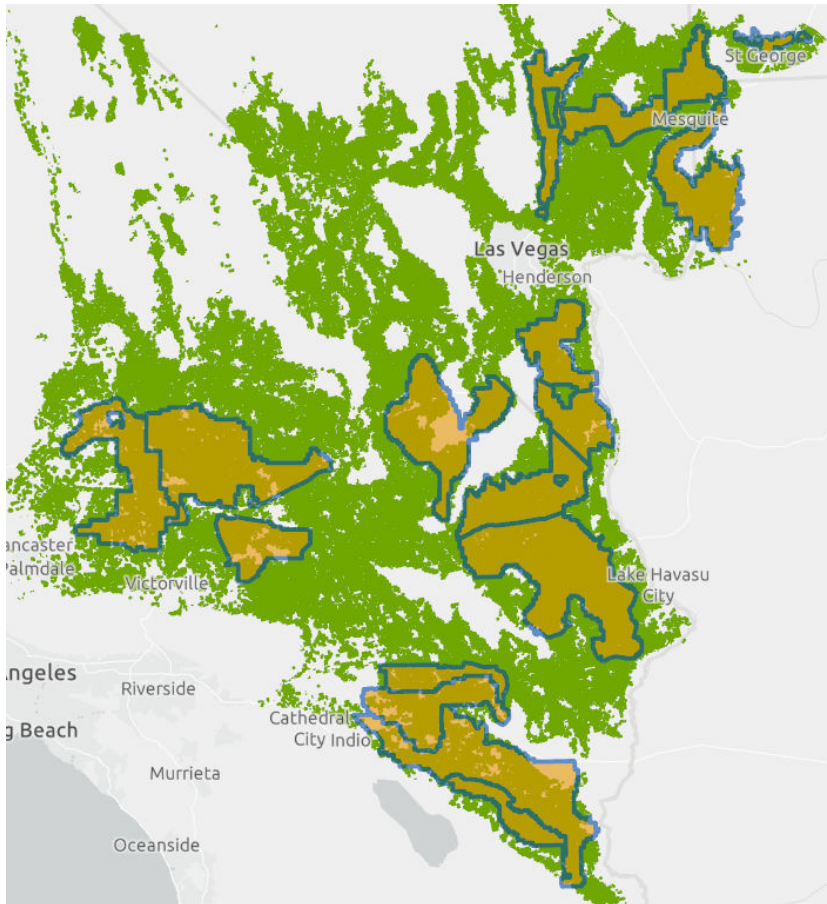 St George
Mesquite
Las Vegas
Henderson
ancaster
Palmdale
Victorville
Lake Havasu
City
Angeles
Riverside
Cathedral
City Indio
g Beach
Murrieta
Oceanside